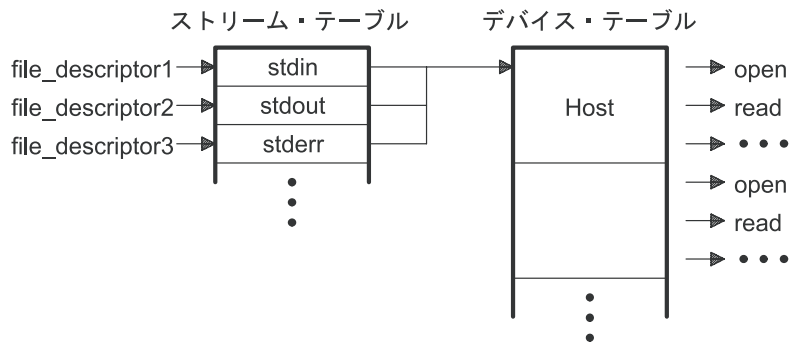 ストリーム・テーブル
デバイス・テーブル
file_descriptor1
stdin
open
file_descriptor2
stdout
Host
read
file_descriptor3
stderr
• • •
open
read
• • •